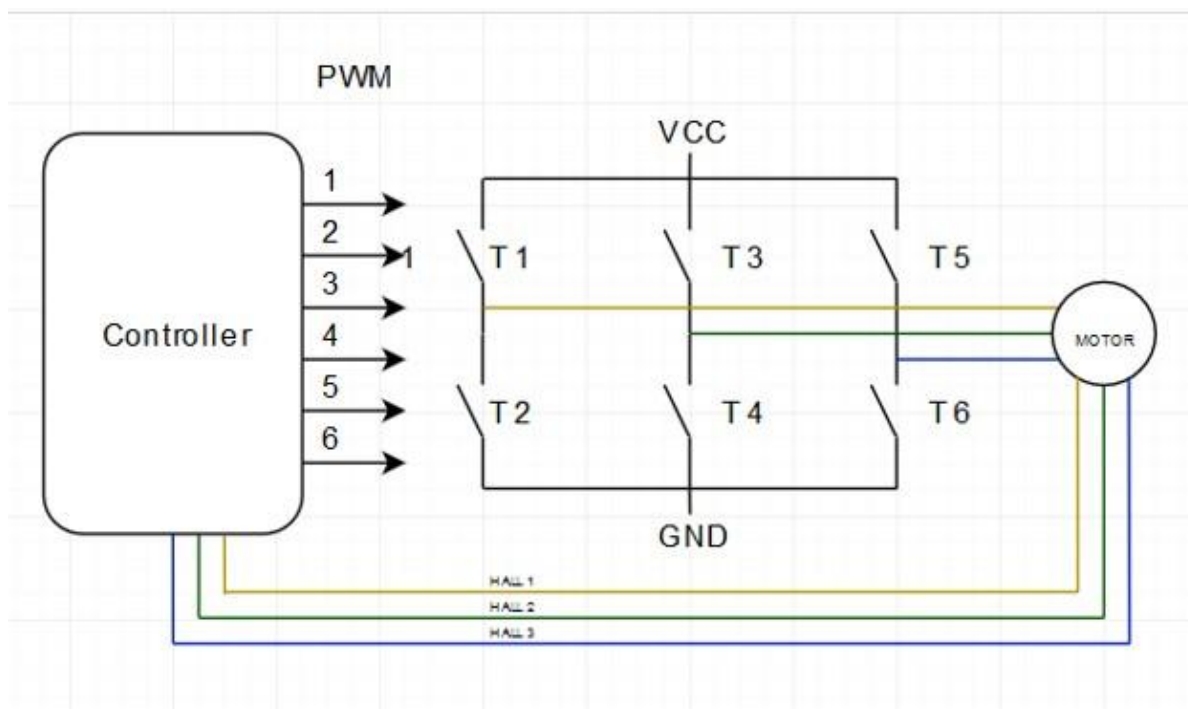 PWM
VCC
1
2
3
4
5
6
1
T1
T3
T5
Controller
MOTOR
T2
T4
T6
GND
HALL 1
HALL 2
HALL 3